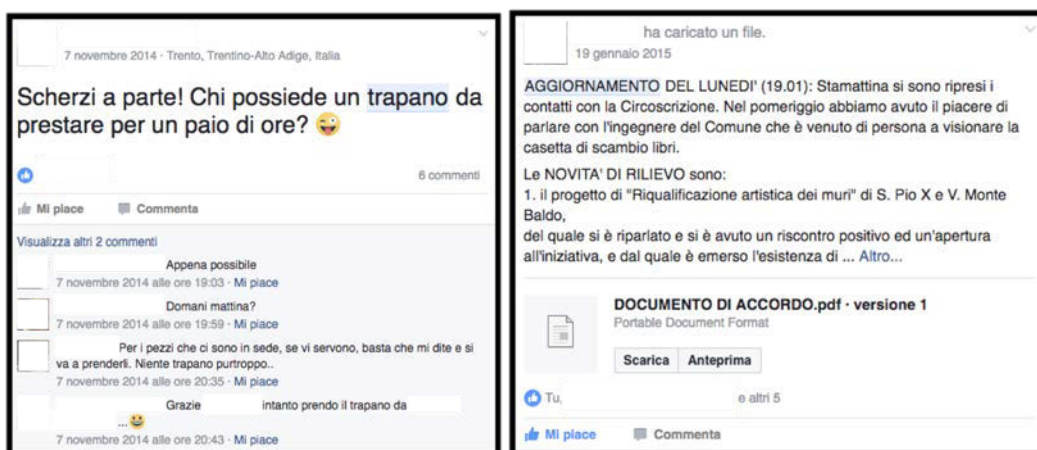 7 novembre 2014 · Trento, Trentino-Alto Adige, Italia
Scherzi a parte! Chi possiede un trapano da
prestare per un paio di ore? 😜
6 commenti
Mi piace Commenta
Visualizza altri 2 commenti
Appena possibile
7 novembre 2014 alle ore 19:03 · Mi piace
Domani mattina?
7 novembre 2014 alle ore 19:59 · Mi piace
Per i pezzi che ci sono in sede, se vi servono, basta che mi dite e si
va a prenderli. Niente trapano purtroppo..
7 novembre 2014 alle ore 20:35 · Mi piace
Grazie intanto prendo il trapano da
... 😀
7 novembre 2014 alle ore 20:43 · Mi piace
ha caricato un file.
19 gennaio 2015
AGGIORNAMENTO DEL LUNEDI' (19.01): Stamattina si sono ripresi i
contatti con la Circoscrizione. Nel pomeriggio abbiamo avuto il piacere di
parlare con l'ingegnere del Comune che è venuto di persona a visionare la
casetta di scambio libri.
Le NOVITA' DI RILIEVO sono:
1. il progetto di "Riqualificazione artistica dei muri" di S. Pio X e V. Monte
Baldo,
del quale si è riparlato e si è avuto un riscontro positivo ed un'apertura
all'iniziativa, e dal quale è emerso l'esistenza di ... Altro...
DOCUMENTO DI ACCORDO.pdf · versione 1
Portable Document Format
Scarica Anteprima
Tu, e altri 5
Mi piace Commenta